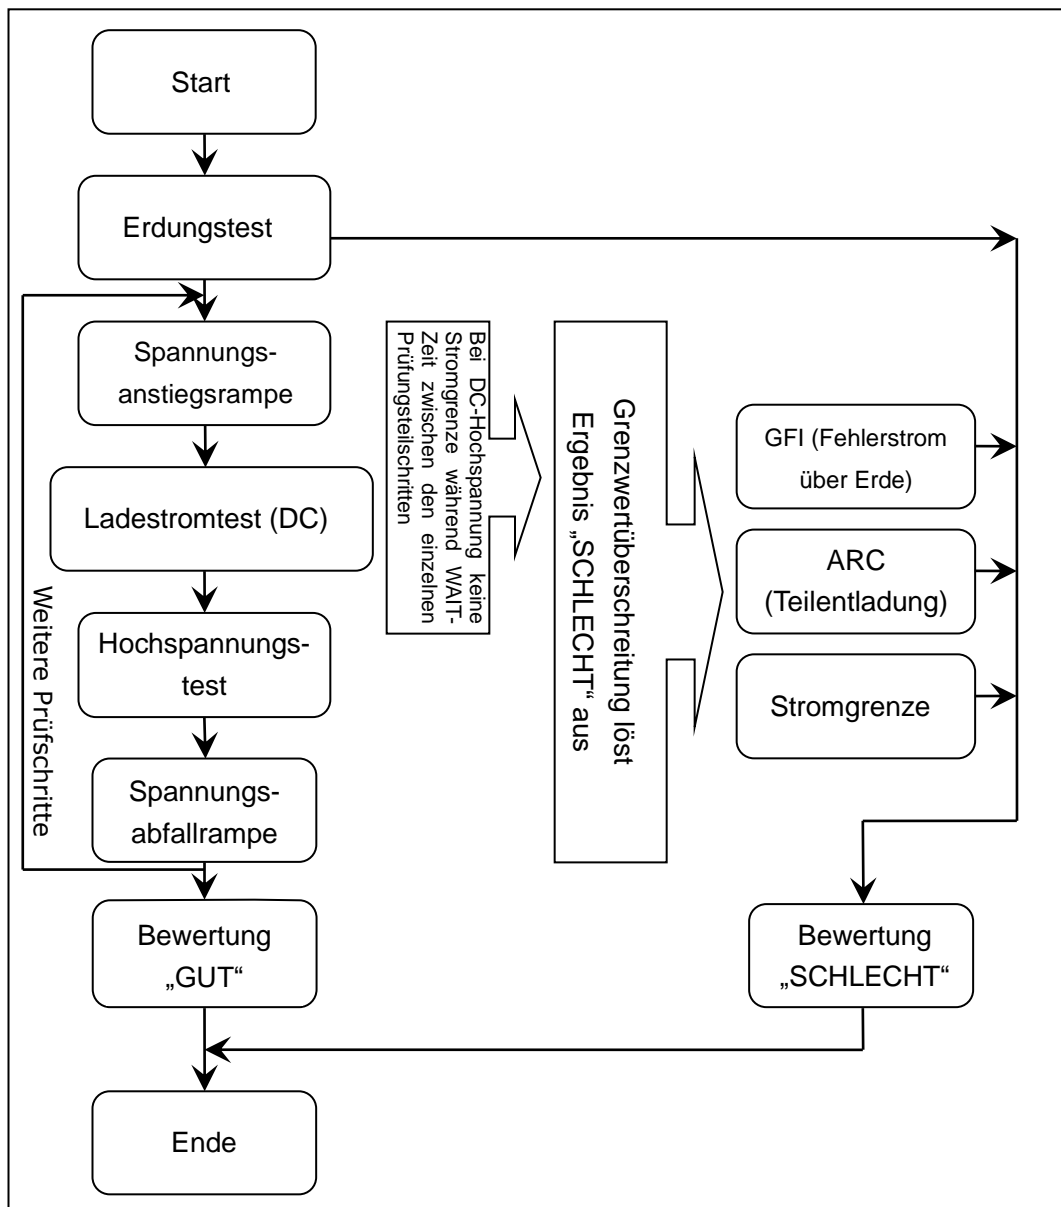 Start
Erdungstest
Spannungs-
anstiegsrampe
Ladestromtest (DC)
Hochspannungs-
test
Spannungs-
abfallrampe
Weitere Prüfschritte
Bewertung
„GUT“
Ende
Bei DC-Hochspannung keine
Stromgrenze während WAIT-
Zeit zwischen den einzelnen
Prüfungsteilschritten
Grenzwertüberschreitung löst
Ergebnis „SCHLECHT“ aus
GFI (Fehlerstrom
über Erde)
ARC
(Teilentladung)
Stromgrenze
Bewertung
„SCHLECHT“